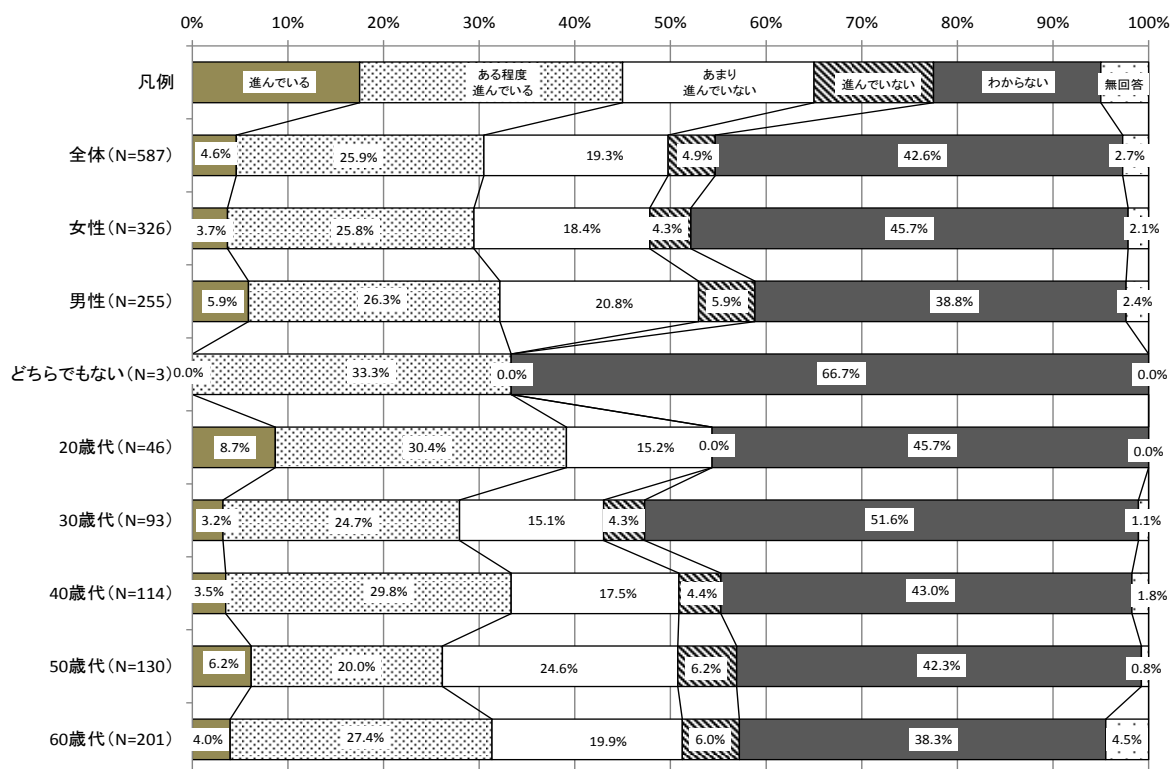 0% 10% 20% 30% 40% 50% 60% 70% 80% 90% 100%
凡例 進んでいる ある程度 進んでいる あまり 進んでいない 進んでいない わからない 無回答
全体(N=587) 4.6% 25.9% 19.3% 4.9% 42.6% 2.7%
女性(N=326) 3.7% 25.8% 18.4% 4.3% 45.7% 2.1%
男性(N=255) 5.9% 26.3% 20.8% 5.9% 38.8% 2.4%
どちらでもない(N=3) 0.0% 33.3% 0.0% 66.7% 0.0%
20歳代(N=46) 8.7% 30.4% 15.2% 0.0% 45.7% 0.0%
30歳代(N=93) 3.2% 24.7% 15.1% 4.3% 51.6% 1.1%
40歳代(N=114) 3.5% 29.8% 17.5% 4.4% 43.0% 1.8%
50歳代(N=130) 6.2% 20.0% 24.6% 6.2% 42.3% 0.8%
60歳代(N=201) 4.0% 27.4% 19.9% 6.0% 38.3% 4.5%